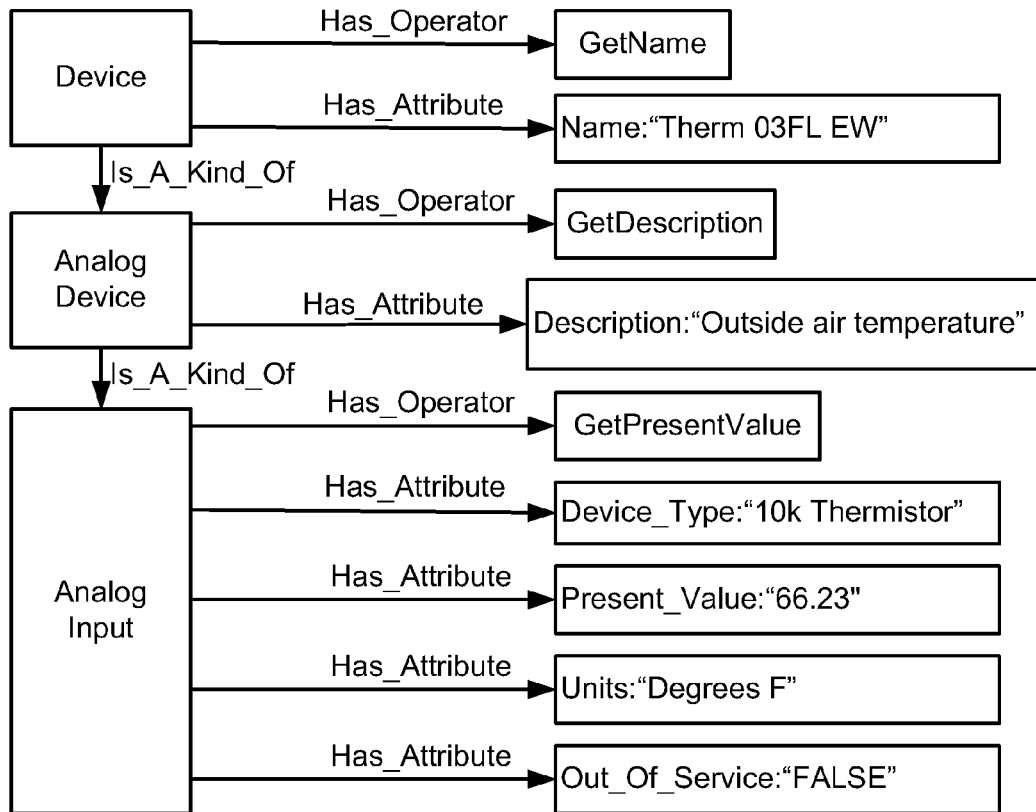 Device
Has_Operator
GetName
Has_Attribute
Name:“Therm 03FL EW”
Is_A_Kind_Of
Analog
Device
Has_Operator
GetDescription
Has_Attribute
Description:“Outside air temperature”
Is_A_Kind_Of
Analog
Input
Has_Operator
GetPresentValue
Has_Attribute
Device_Type:“10k Thermistor”
Has_Attribute
Present_Value:“66.23"
Has_Attribute
Units:“Degrees F”
Has_Attribute
Out_Of_Service:“FALSE”